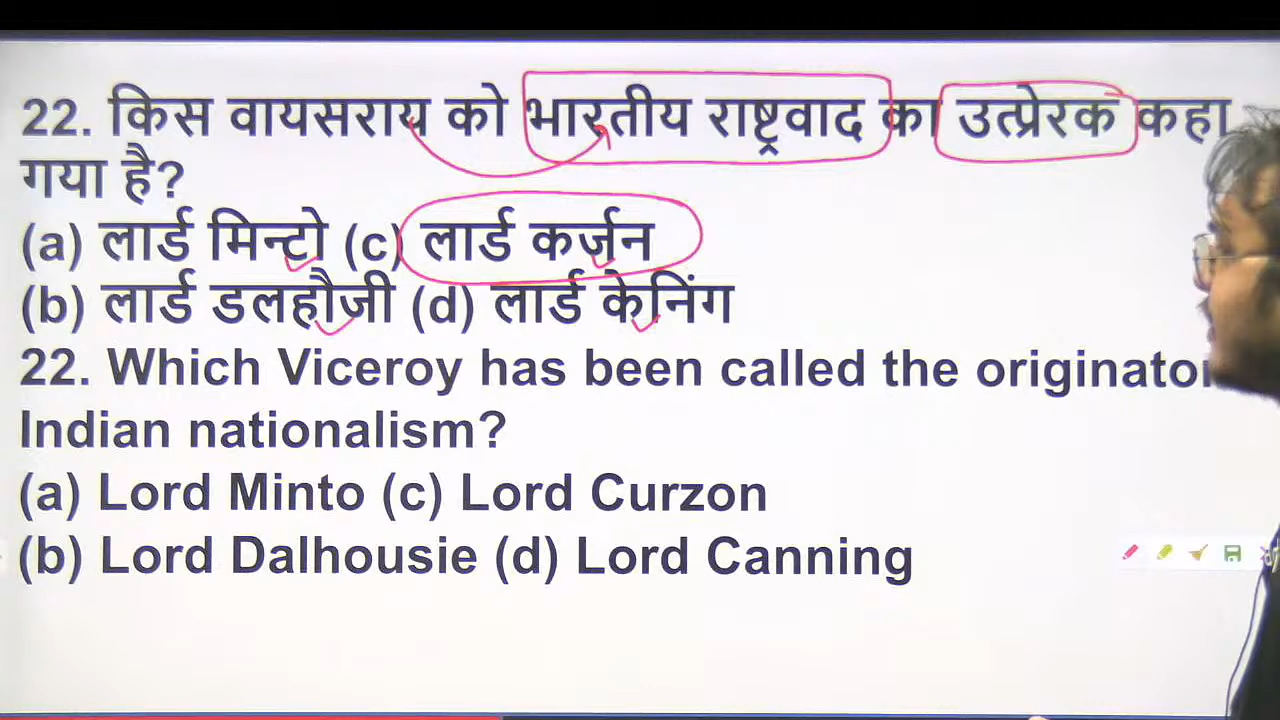 22. किस वायसराय को भारतीय राष्ट्रवाद का उत्प्रेरक कहा
गया है?
(a) लार्ड मिन्टो (c) लार्ड कर्जन
(b) लार्ड डलहौजी (d) लार्ड केनिंग
22. Which Viceroy has been called the originator
Indian nationalism?
(a) Lord Minto (c) Lord Curzon
(b) Lord Dalhousie (d) Lord Canning